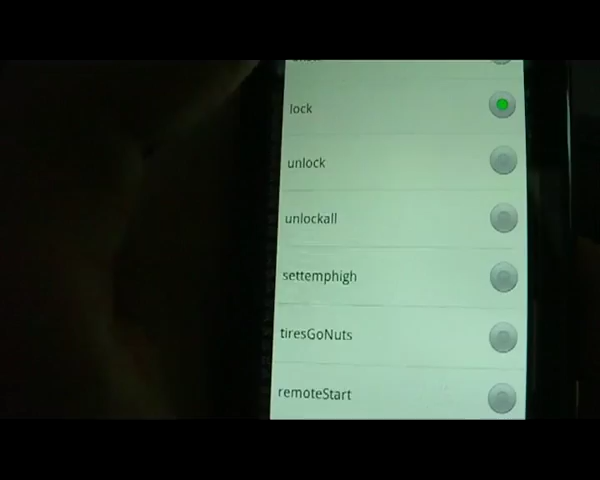 lock
unlock
unlockall
settemphigh
tiresGoNuts
remoteStart